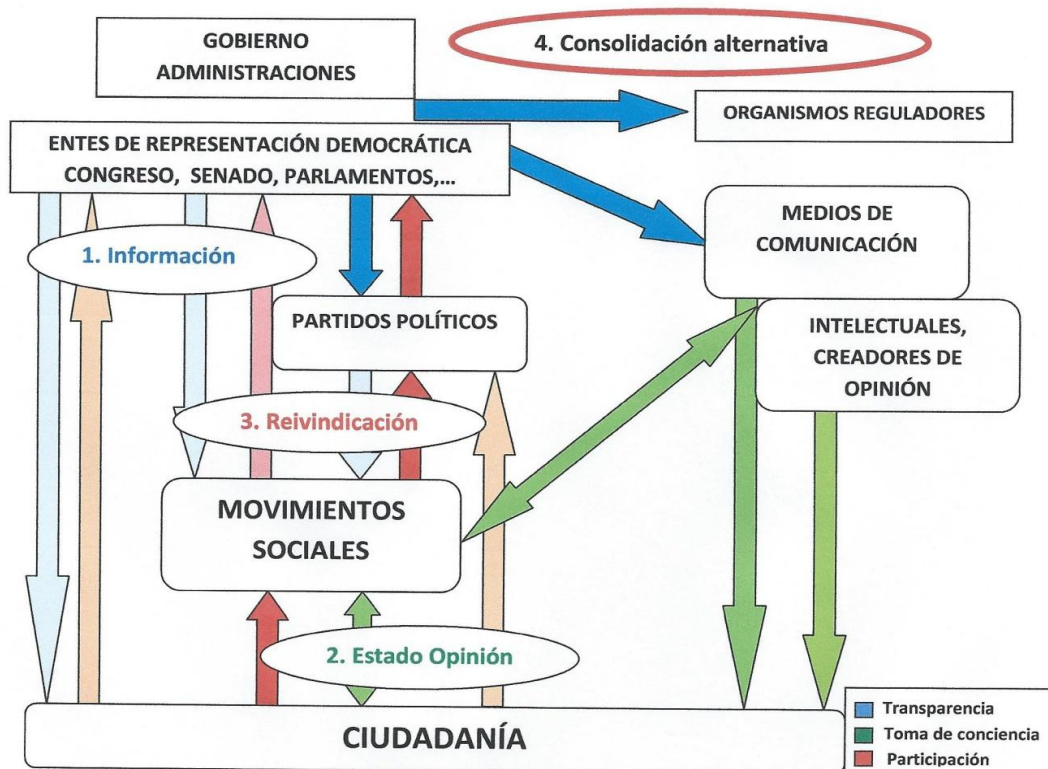 GOBIERNO
ADMINISTRACIONES
4. Consolidación alternativa
ORGANISMOS REGULADORES
ENTES DE REPRESENTACIÓN DEMOCRÁTICA
CONGRESO, SENADO, PARLAMENTOS,...
MEDIOS DE
COMUNICACIÓN
1. Información
PARTIDOS POLÍTICOS
INTELECTUALES,
CREADORES DE
OPINIÓN
3. Reivindicación
MOVIMIENTOS
SOCIALES
2. Estado Opinión
CIUDADANÍA
Transparencia
Toma de conciencia
Participación